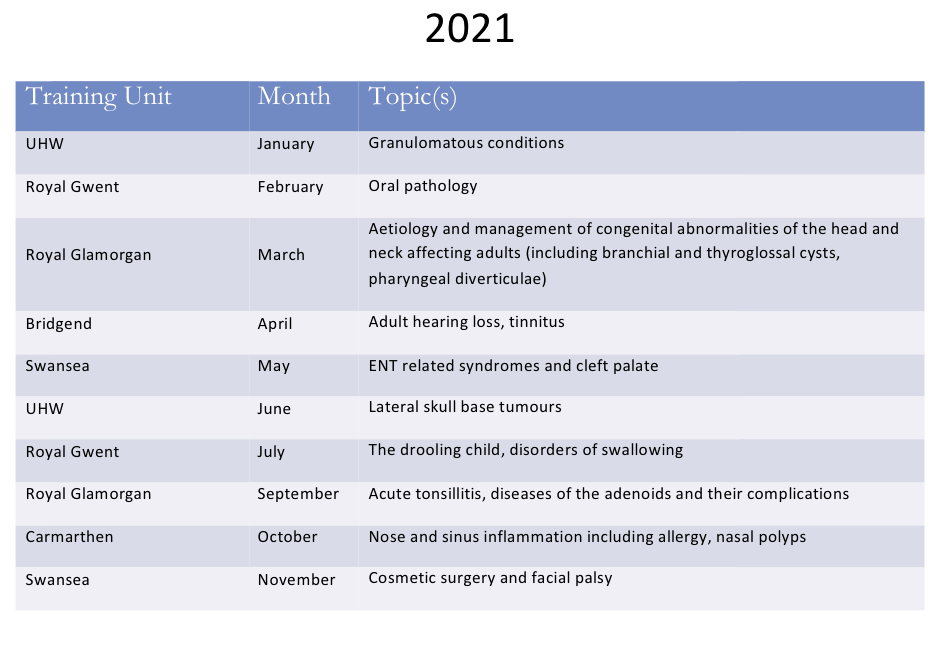 2021
Training Unit Month Topic(s)
UHW January Granulomatous conditions
Royal Gwent February Oral pathology
Royal Glamorgan March Aetiology and management of congenital abnormalities of the head and
neck affecting adults (including branchial and thyroglossal cysts,
pharyngeal diverticulae)
Bridgend April Adult hearing loss, tinnitus
Swansea May ENT related syndromes and cleft palate
UHW June Lateral skull base tumours
Royal Gwent July The drooling child, disorders of swallowing
Royal Glamorgan September Acute tonsillitis, diseases of the adenoids and their complications
Carmarthen October Nose and sinus inflammation including allergy, nasal polyps
Swansea November Cosmetic surgery and facial palsy